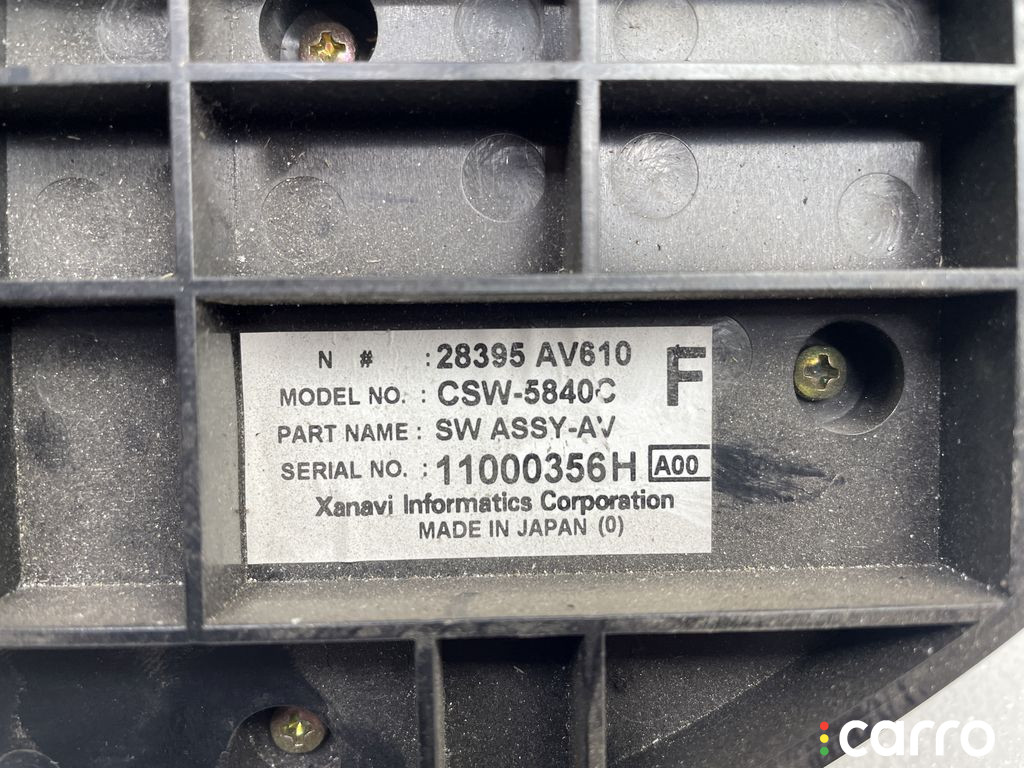 N # : 28395 AV610
F
MODEL NO. : CSW-5840C
PART NAME : SW ASSY-AV
SERIAL NO. : 11000356H A00
Xanavi Informatics Corporation
MADE IN JAPAN (0)
carro